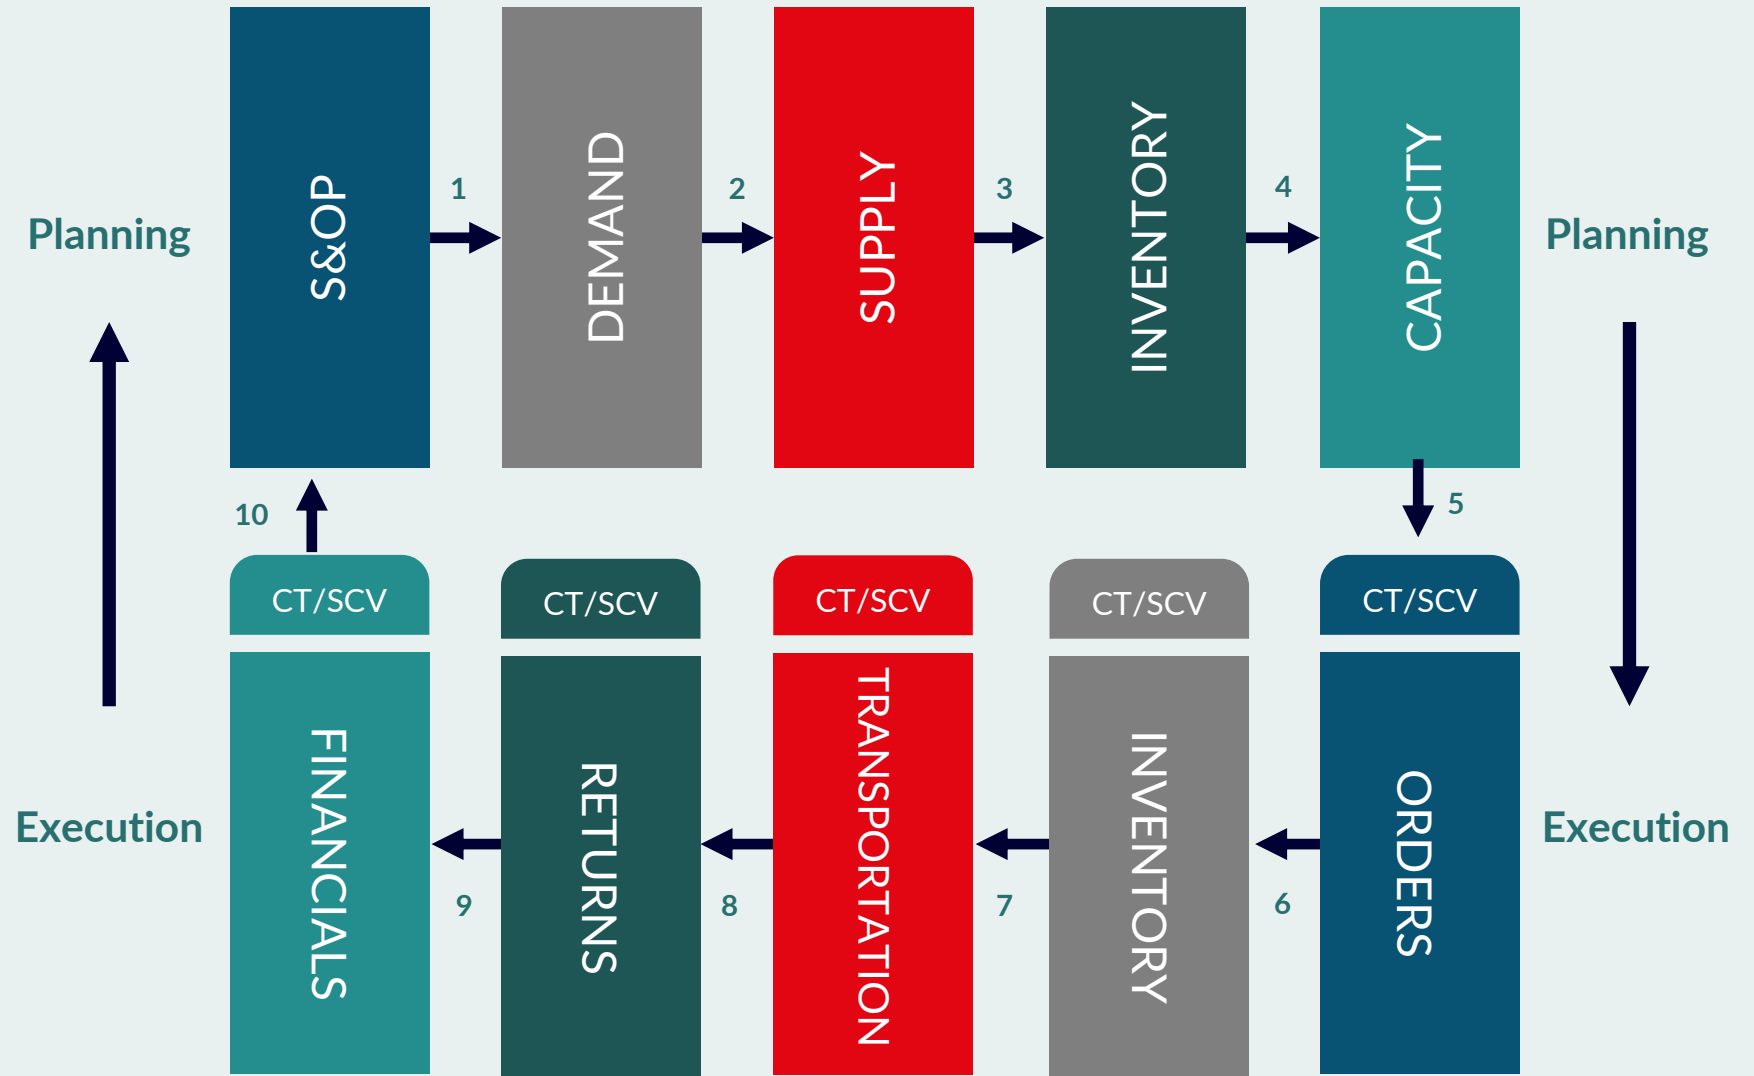 Planning
S&OP
1
DEMAND
2
SUPPLY
3
INVENTORY
4
CAPACITY
Planning
10
5
CT/SCV
CT/SCV
CT/SCV
CT/SCV
CT/SCV
Execution
FINANCIALS
9
RETURNS
8
TRANSPORTATION
7
INVENTORY
6
ORDERS
Execution